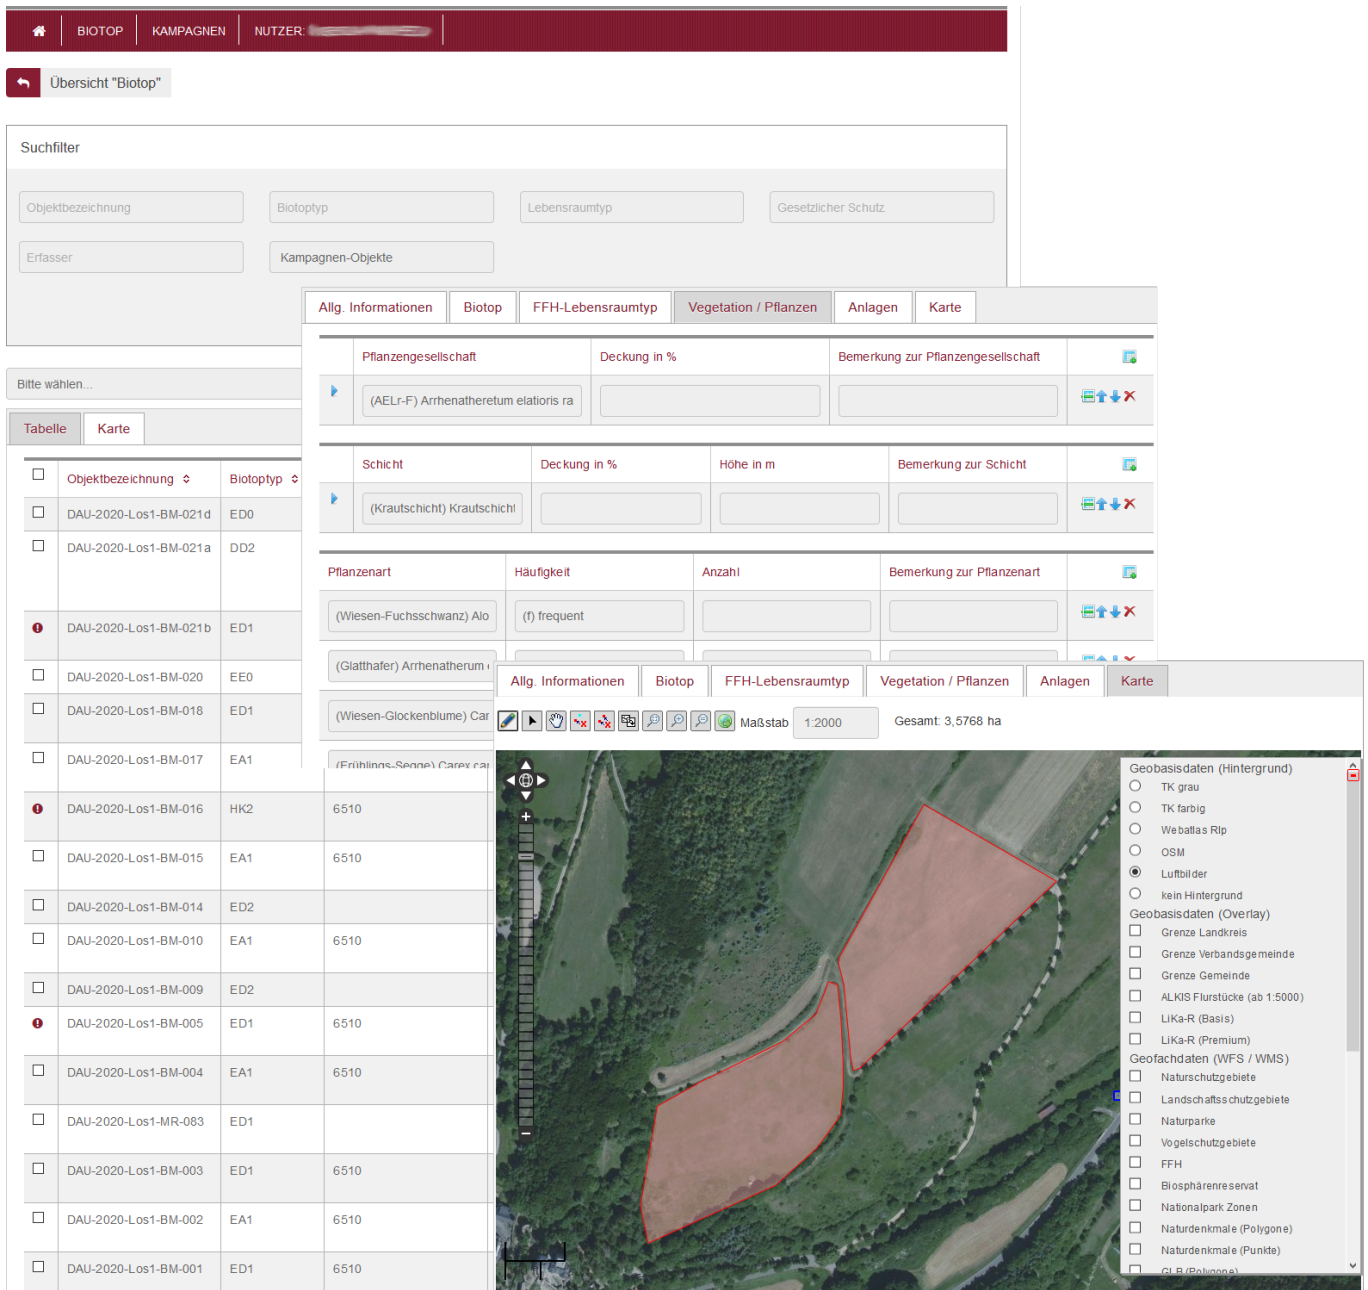 BIOTOP KAMPAGNEN NUTZER:
Übersicht "Biotop"
Suchfilter
Objektbezeichnung Biotoptyp Lebensraumtyp Gesetzlicher Schutz
Erfasser Kampagnen-Objekte
Bitte wählen...
Tabelle Karte
Objektbezeichnung Biotoptyp
DAU-2020-Los1-BM-021d ED0
DAU-2020-Los1-BM-021a DD2
DAU-2020-Los1-BM-021b ED1
DAU-2020-Los1-BM-020 EE0
DAU-2020-Los1-BM-018 ED1
DAU-2020-Los1-BM-017 EA1
DAU-2020-Los1-BM-016 HK2 6510
DAU-2020-Los1-BM-015 EA1 6510
DAU-2020-Los1-BM-014 ED2
DAU-2020-Los1-BM-010 EA1 6510
DAU-2020-Los1-BM-009 ED2
DAU-2020-Los1-BM-005 ED1 6510
DAU-2020-Los1-BM-004 EA1 6510
DAU-2020-Los1-MR-083 ED1
DAU-2020-Los1-BM-003 ED1 6510
DAU-2020-Los1-BM-002 EA1 6510
DAU-2020-Los1-BM-001 ED1 6510
Allg. Informationen Biotop FFH-Lebensraumtyp Vegetation / Pflanzen Anlagen Karte
Pflanzengesellschaft Deckung in % Bemerkung zur Pflanzengesellschaft
(AELr-F) Arrhenatheretum elatioris ra
Schicht Deckung in % Höhe in m Bemerkung zur Schicht
(Krautschicht) Krautschicht
Pflanzenart Häufigkeit Anzahl Bemerkung zur Pflanzenart
(Wiesen-Fuchsschwanz) Alo (f) frequent
(Glatthafer) Arrhenatherum e
(Wiesen-Glockenblume) Car
(Frühlings-Segge) Carex car
Allg. Informationen Biotop FFH-Lebensraumtyp Vegetation / Pflanzen Anlagen Karte
Maßstab 1:2000 Gesamt: 3,5768 ha
Geobasisdaten (Hintergrund)
TK grau
TK farbig
Webatlas Rlp
OSM
Luftbilder
kein Hintergrund
Geobasisdaten (Overlay)
Grenze Landkreis
Grenze Verbandsgemeinde
Grenze Gemeinde
ALKIS Flurstücke (ab 1:5000)
LiKa-R (Basis)
LiKa-R (Premium)
Geofachdaten (WFS / WMS)
Naturschutzgebiete
Landschaftsschutzgebiete
Naturparke
Vogelschutzgebiete
FFH
Biosphärenreservat
Nationalpark Zonen
Naturdenkmale (Polygone)
Naturdenkmale (Punkte)
GLB (Polygone)